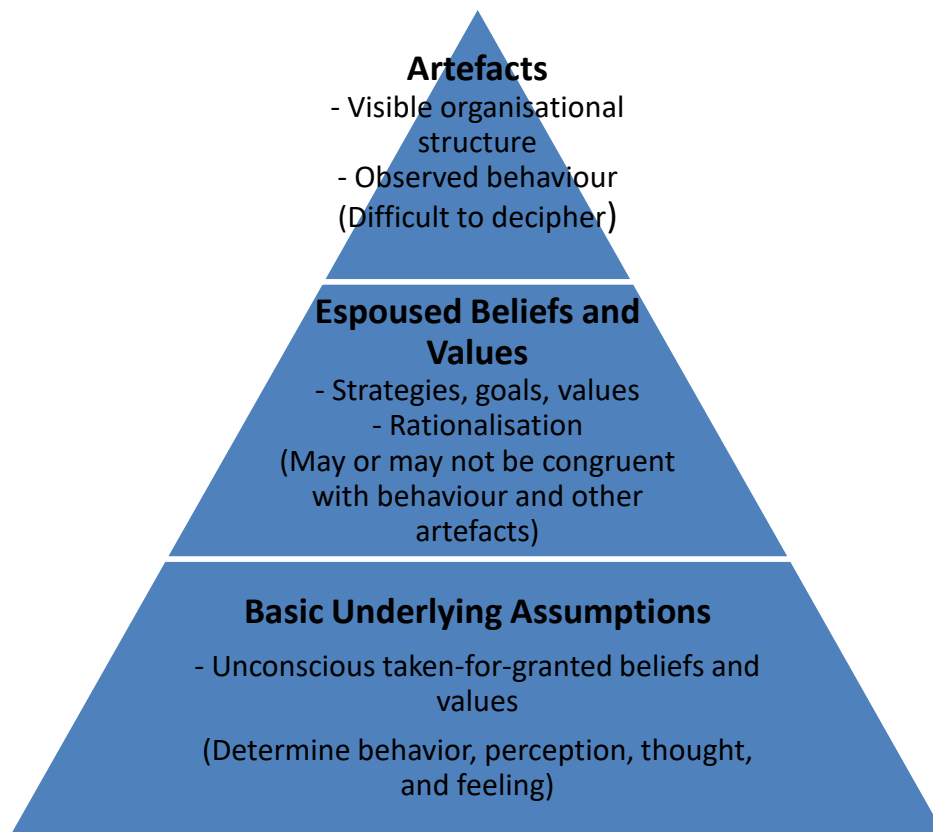 Artefacts
- Visible organisational
structure
- Observed behaviour
(Difficult to decipher)
Espoused Beliefs and
Values
- Strategies, goals, values
- Rationalisation
(May or may not be congruent
with behaviour and other
artefacts)
Basic Underlying Assumptions
- Unconscious taken-for-granted beliefs and
values
(Determine behavior, perception, thought,
and feeling)